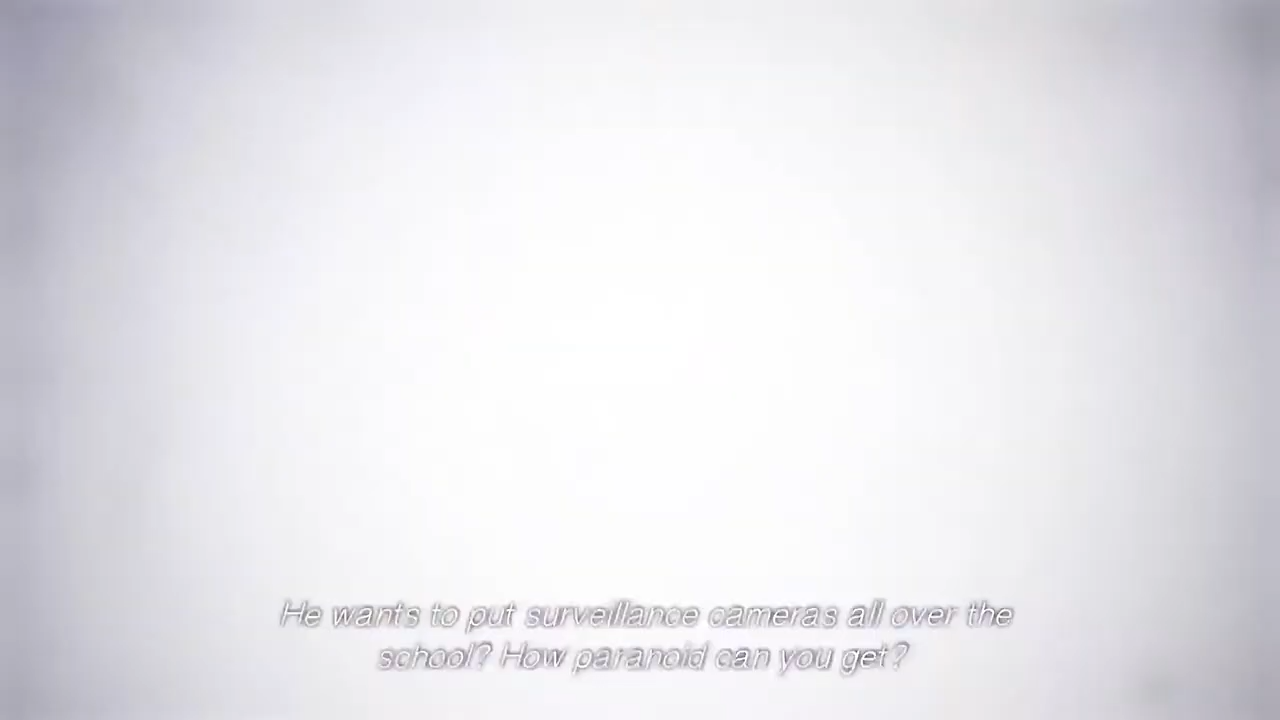 He wants to put surveillance cameras all over the
school? How paranoid can you get?